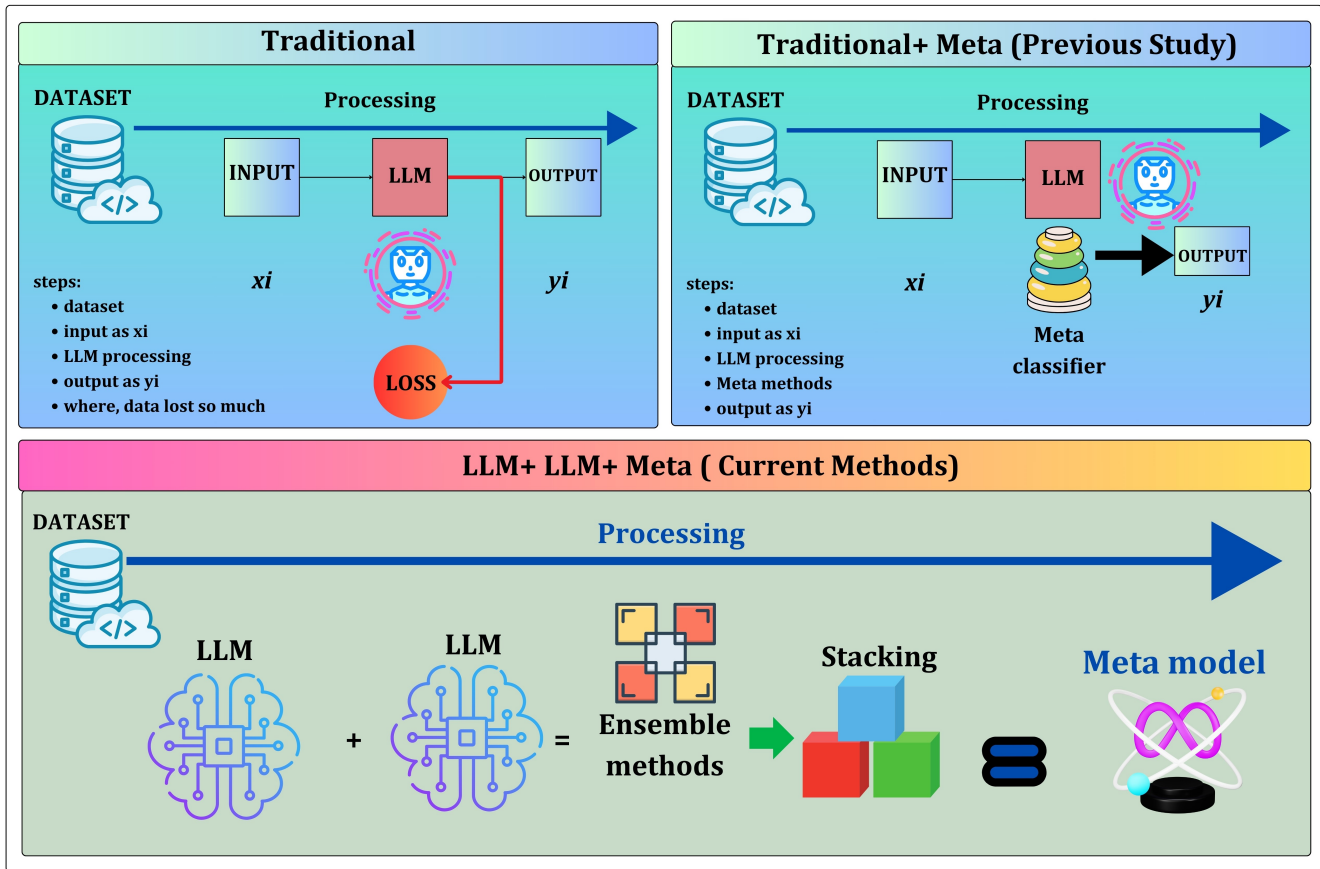 Traditional
DATASET
Processing
INPUT
LLM
OUTPUT
</>
xi
yi
steps:
• dataset
• input as xi
• LLM processing
• output as yi
• where, data lost so much
LOSS
Traditional+ Meta (Previous Study)
DATASET
Processing
INPUT
LLM
</>
OUTPUT
xi
yi
steps:
• dataset
• input as xi
• LLM processing
• Meta methods
• output as yi
Meta
classifier
LLM+ LLM+ Meta ( Current Methods)
DATASET
Processing
</>
LLM
+
LLM
=
Ensemble
methods
Stacking
Meta model